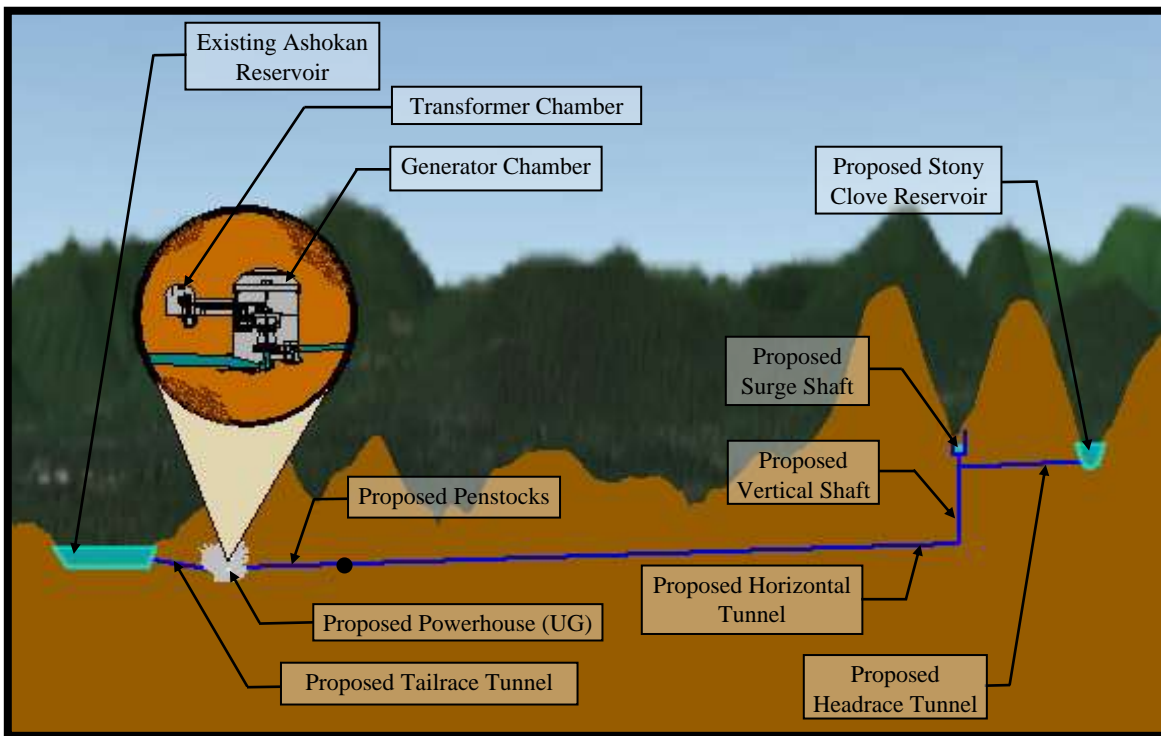 Existing Ashokan
Reservoir
Transformer Chamber
Generator Chamber
Proposed Stony
Clove Reservoir
Proposed
Surge Shaft
Proposed
Vertical Shaft
Proposed Penstocks
Proposed Horizontal
Tunnel
Proposed Powerhouse (UG)
Proposed Tailrace Tunnel
Proposed
Headrace Tunnel